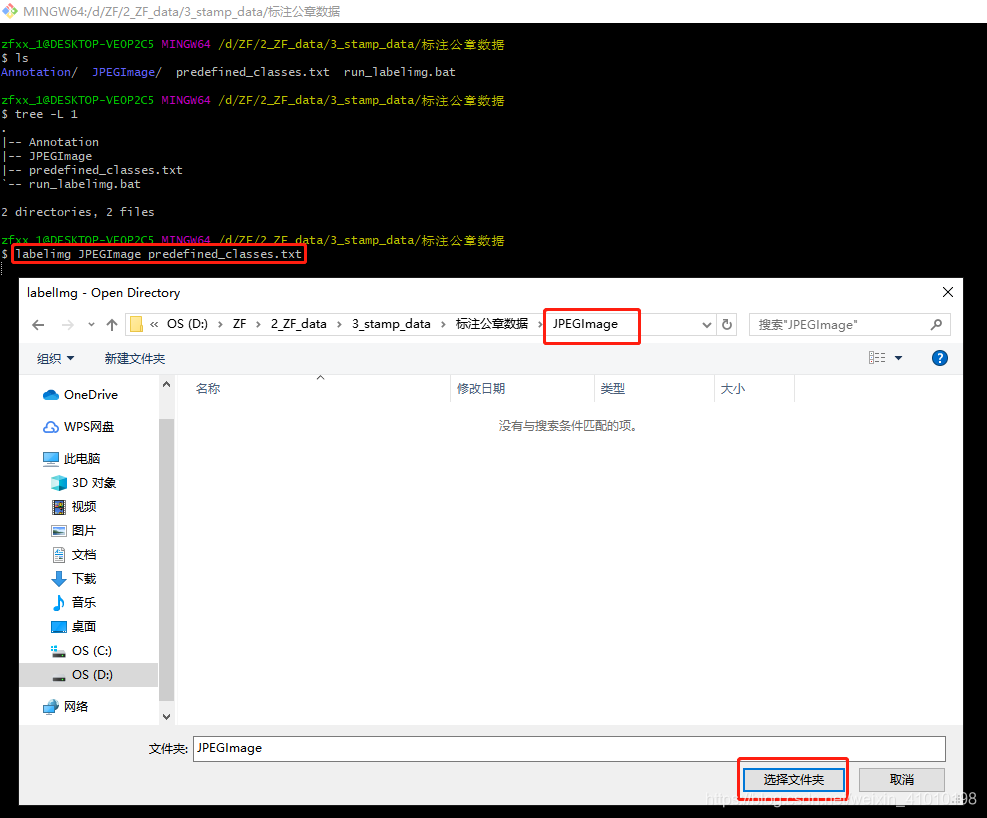 MINGW64:/d/ZF/2_ZF_data/3_stamp_data/标注公章数据
zfxx_1@DESKTOP-VEOP2C5 MINGW64 /d/ZF/2_ZF_data/3_stamp_data/标注公章数据
$ ls
Annotation/  JPEGImage/  predefined_classes.txt  run_labelimg.bat
zfxx_1@DESKTOP-VEOP2C5 MINGW64 /d/ZF/2_ZF_data/3_stamp_data/标注公章数据
$ tree -L 1
.
|-- Annotation
|-- JPEGImage
|-- predefined_classes.txt
`-- run_labelimg.bat
2 directories, 2 files
zfxx_1@DESKTOP-VEOP2C5 MINGW64 /d/ZF/2_ZF_data/3_stamp_data/标注公章数据
$ labelimg JPEGImage predefined_classes.txt
labelImg - Open Directory
« OS (D:) › ZF › 2_ZF_data › 3_stamp_data › 标注公章数据 › JPEGImage
搜索"JPEGImage"
组织 新建文件夹
名称 修改日期 类型 大小
没有与搜索条件匹配的项。
OneDrive
WPS网盘
此电脑
3D 对象
视频
图片
文档
下载
音乐
桌面
OS (C:)
OS (D:)
网络
文件夹: JPEGImage
选择文件夹 取消
https://blog.csdn.net/weixin_41010198